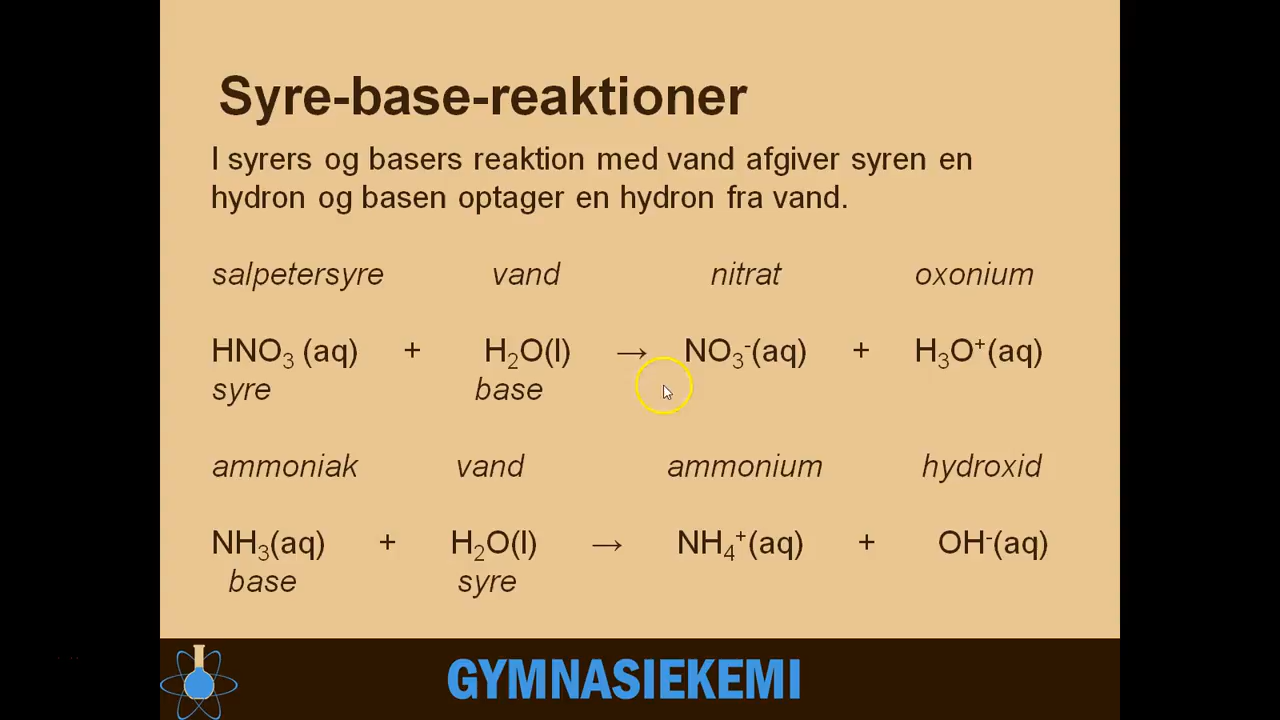 Syre-base-reaktioner
I syrers og basers reaktion med vand afgiver syren en
hydron og basen optager en hydron fra vand.
salpetersyre vand nitrat oxonium
HNO₃ (aq) + H₂O(l) → NO₃⁻(aq) + H₃O⁺(aq)
syre base
ammoniak vand ammonium hydroxid
NH₃(aq) + H₂O(l) → NH₄⁺(aq) + OH⁻(aq)
base syre
GYMNASIEKEMI